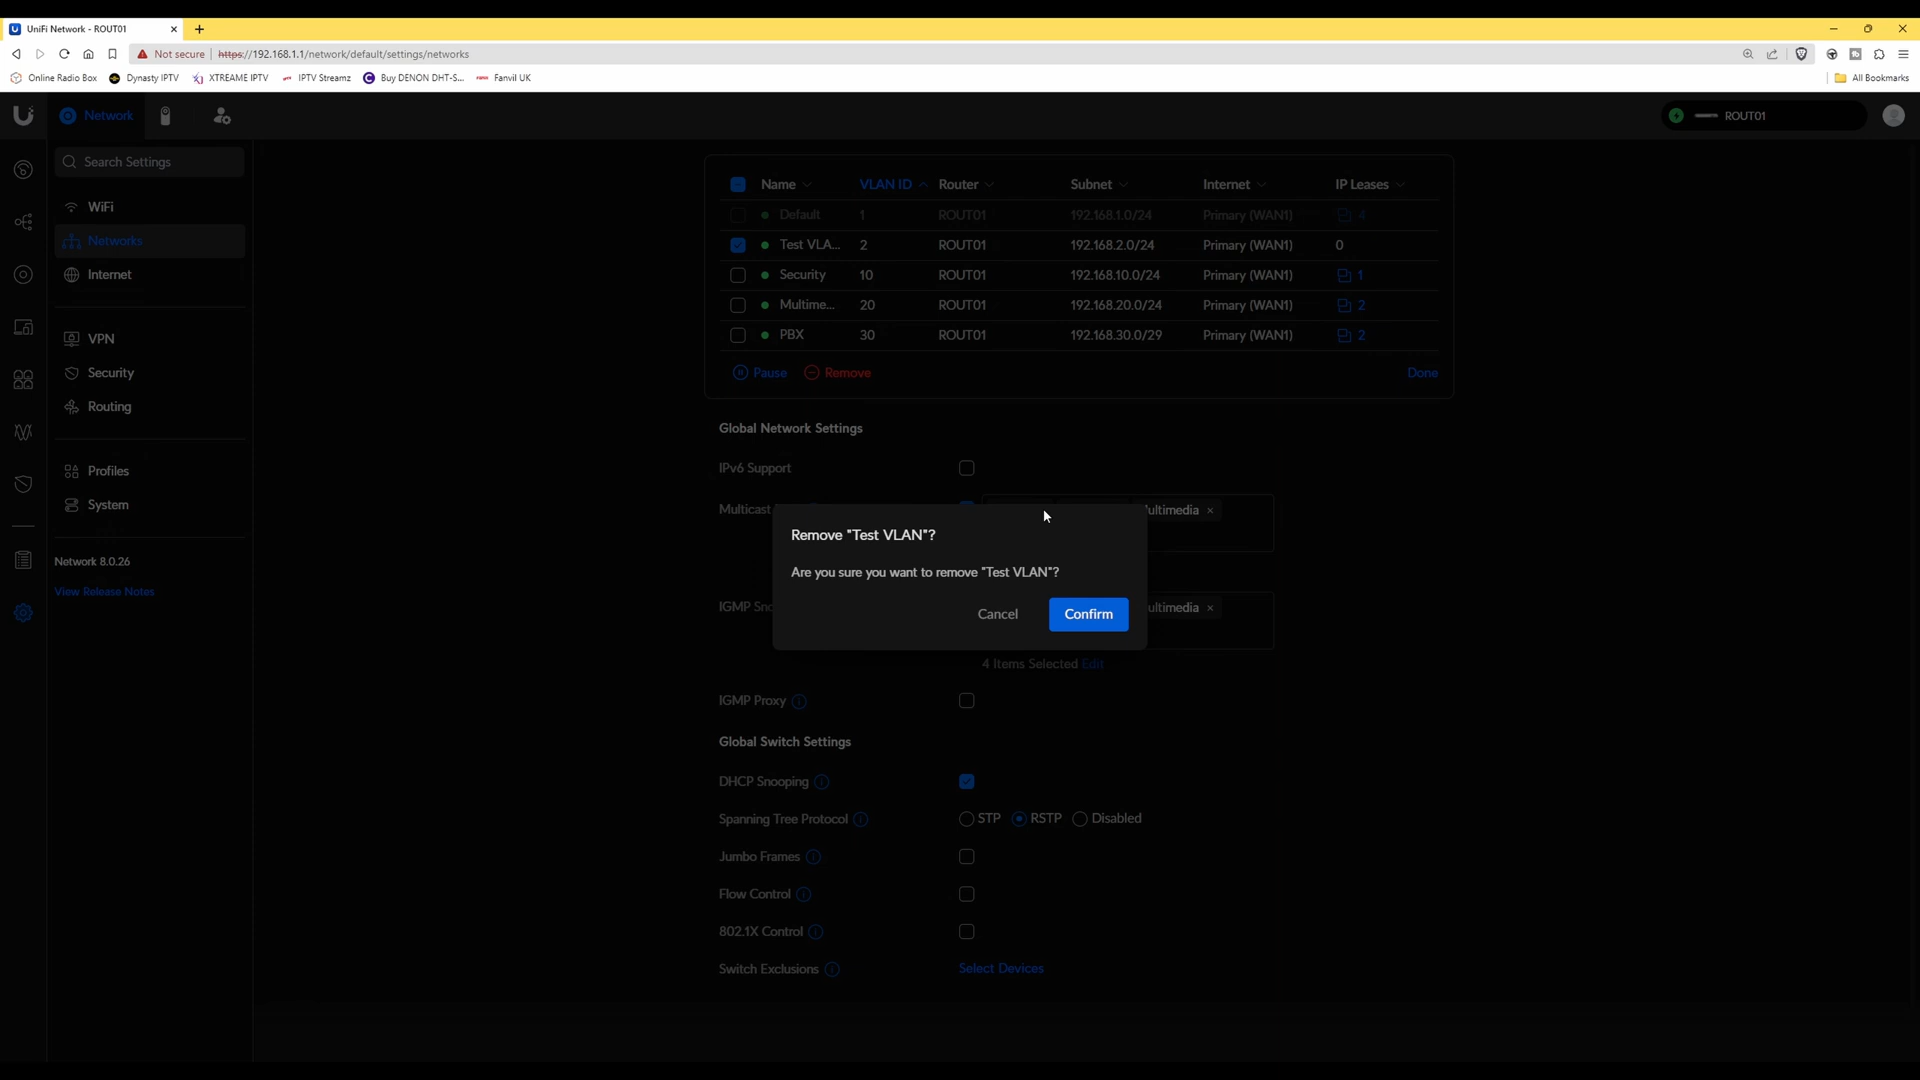 UniFi Network - ROUT01
Not secure https://192.168.1.1/network/default/settings/networks
Online Radio Box Dynasty IPTV XTREAME IPTV IPTV Streamz Buy DENON DHT-S... Fanvil UK All Bookmarks
Network ROUT01
Search Settings
WiFi
Networks
Internet
VPN
Security
Routing
Profiles
System
Network 8.0.26
View Release Notes
Name VLAN ID Router Subnet Internet IP Leases
Default 1 ROUT01 192.168.1.0/24 Primary (WAN1) 4
Test VLA... 2 ROUT01 192.168.2.0/24 Primary (WAN1) 0
Security 10 ROUT01 192.168.10.0/24 Primary (WAN1) 1
Multime... 20 ROUT01 192.168.20.0/24 Primary (WAN1) 2
PBX 30 ROUT01 192.168.30.0/29 Primary (WAN1) 2
Pause Remove Done
Global Network Settings
IPv6 Support
Multicast ultimedia ×
Remove "Test VLAN"?
Are you sure you want to remove "Test VLAN"?
Cancel Confirm
IGMP Sno ultimedia ×
4 Items Selected Edit
IGMP Proxy
Global Switch Settings
DHCP Snooping
Spanning Tree Protocol STP RSTP Disabled
Jumbo Frames
Flow Control
802.1X Control
Switch Exclusions Select Devices